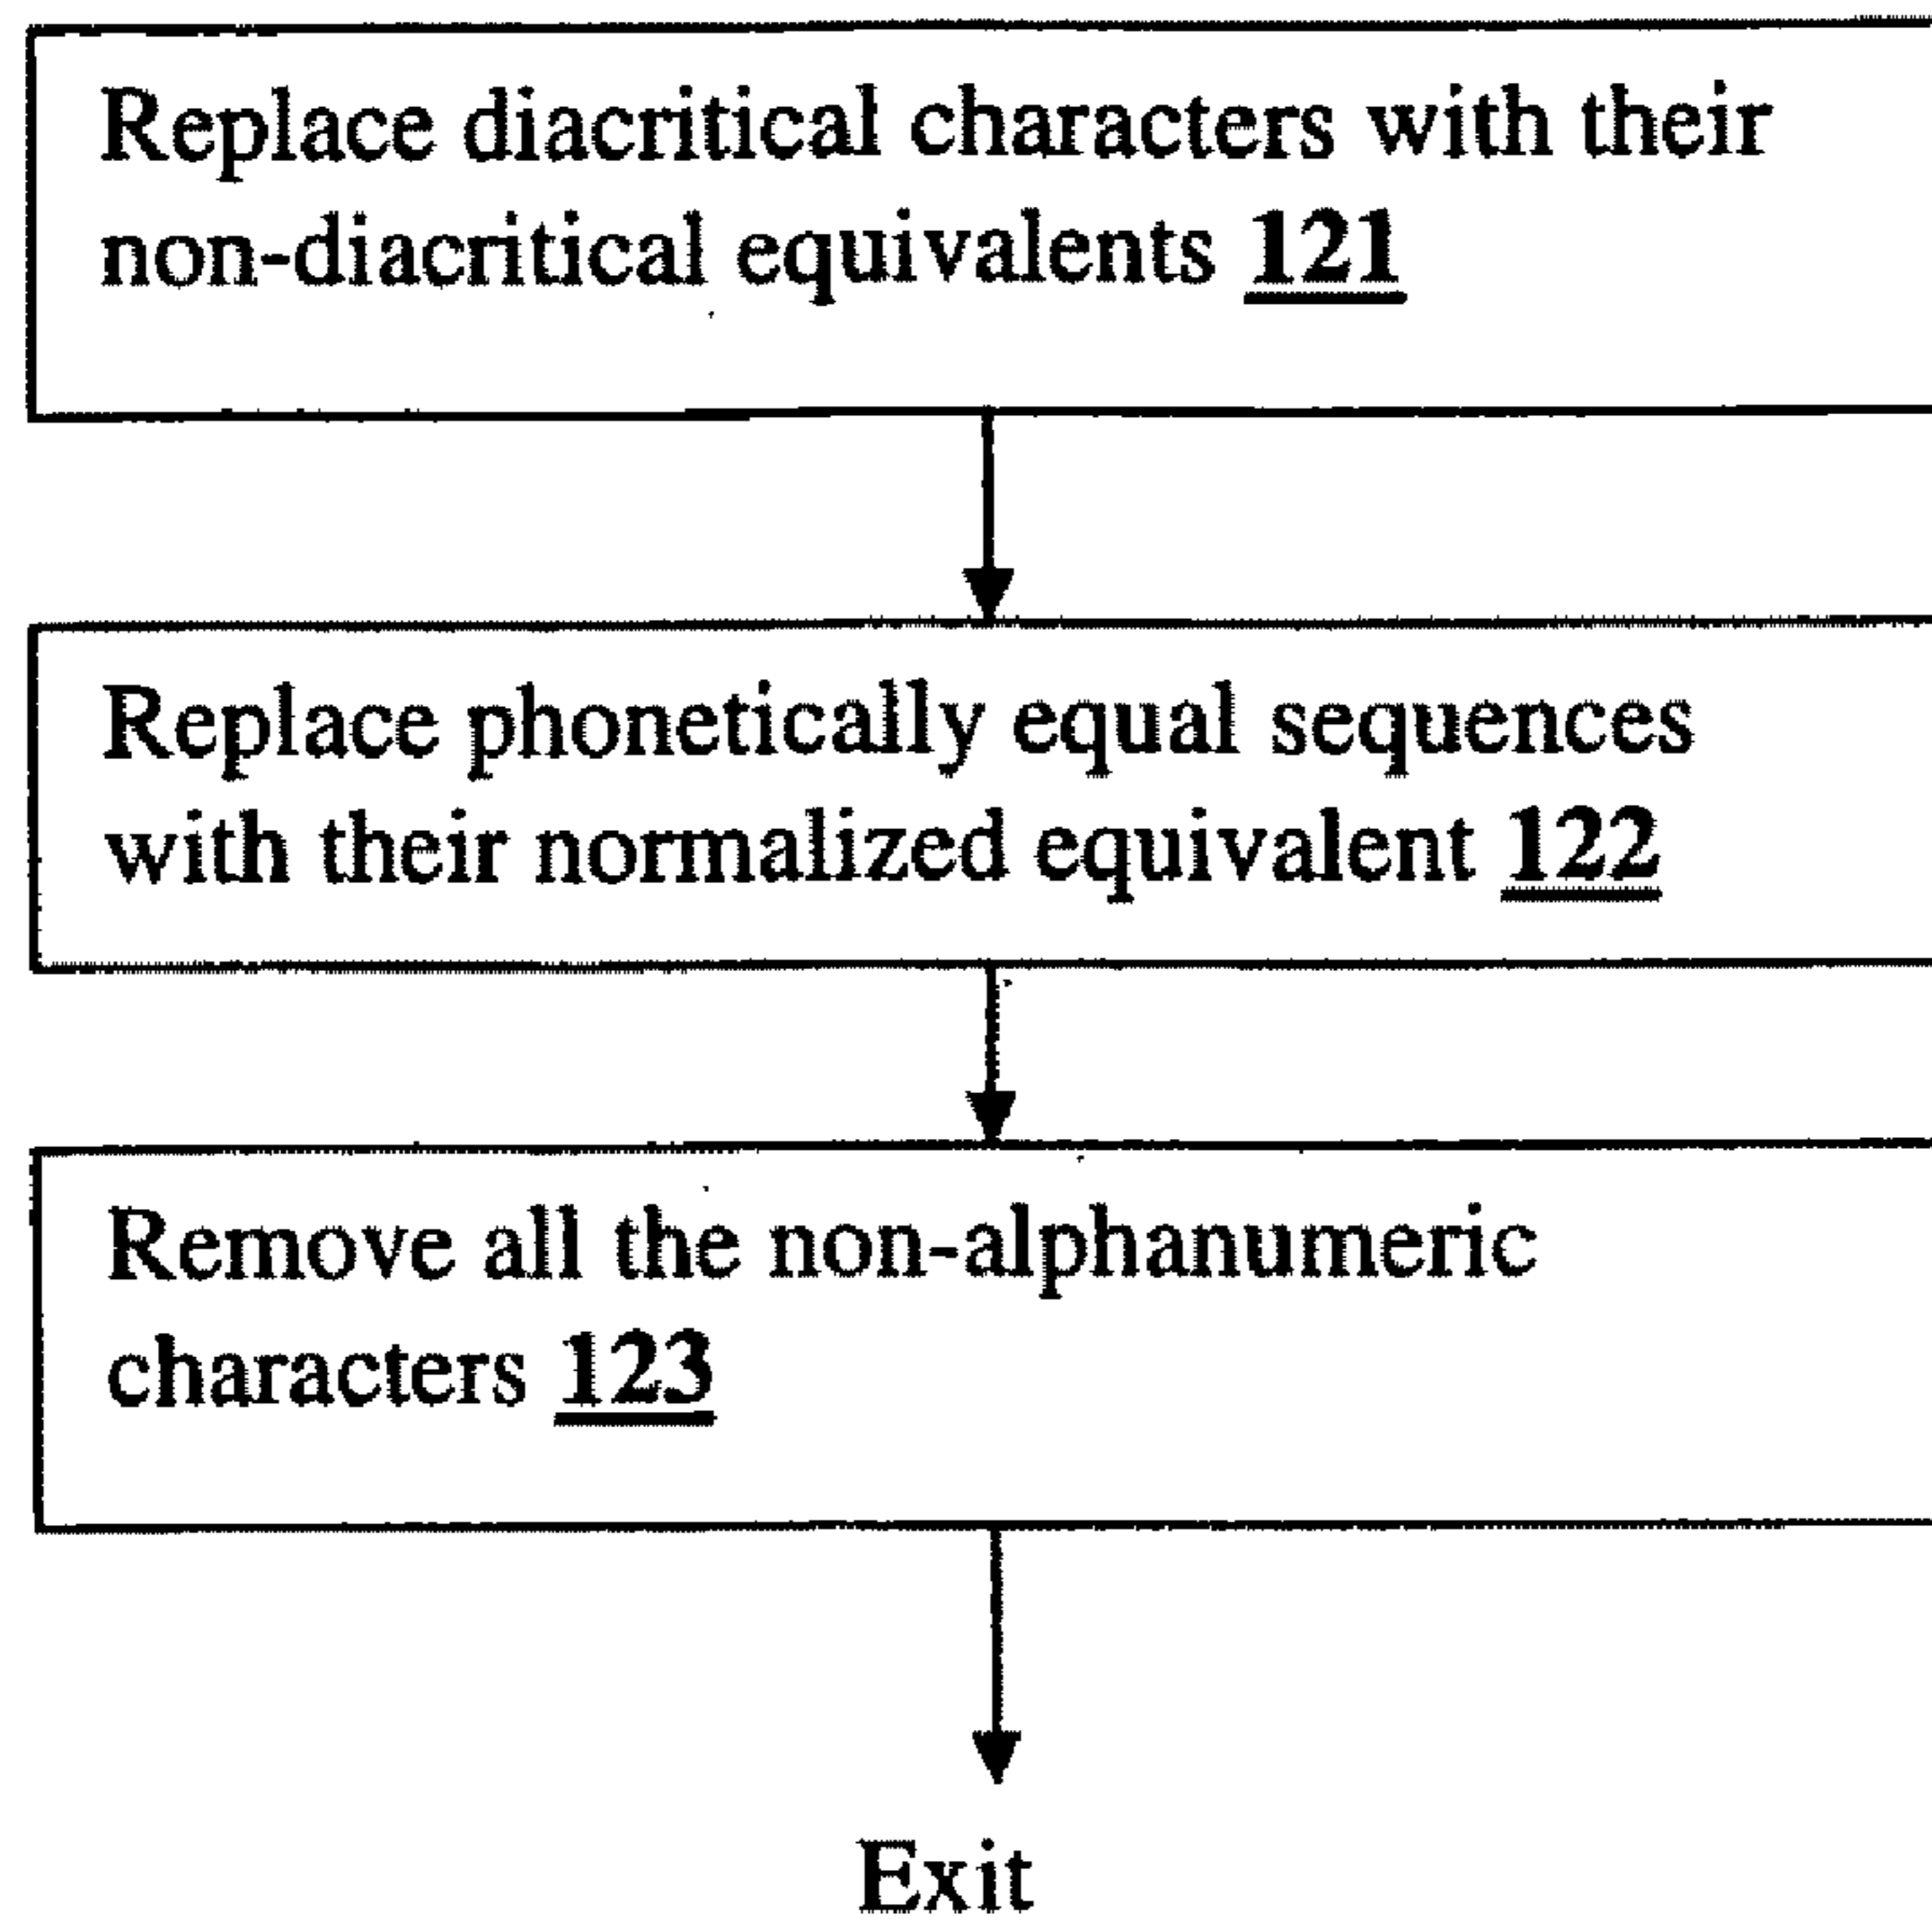 Replace diacritical characters with their
non-diacritical equivalents 121
Replace phonetically equal sequences
with their normalized equivalent 122
Remove all the non-alphanumeric
characters 123
Exit